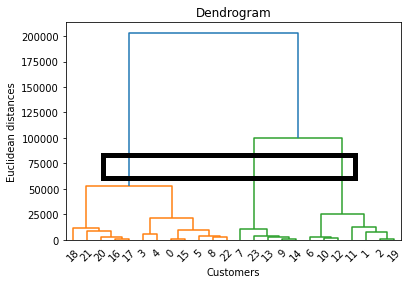 Dendrogram
200000
175000
150000
125000
100000
75000
50000
25000
0
Euclidean distances
18 21 20 16 17 3 4 0 15 5 8 22 7 23 13 9 14 6 10 12 11 1 2 19
Customers